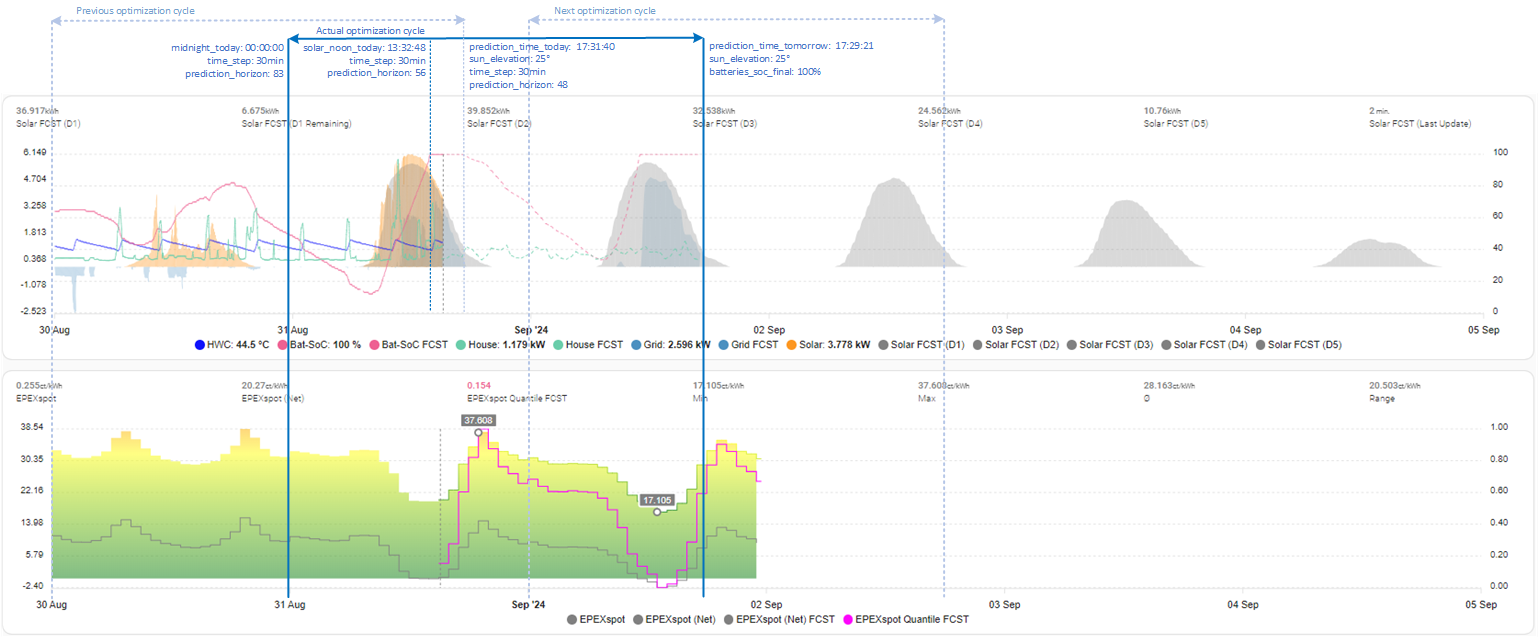 Previous optimization cycle
Next optimization cycle
Actual optimization cycle
midnight_today: 00:00:00
time_step: 30min
prediction_horizon: 83
solar_noon_today: 13:32:48
time_step: 30min
prediction_horizon: 56
prediction_time_today: 17:31:40
sun_elevation: 25°
time_step: 30min
prediction_horizon: 48
prediction_time_tomorrow: 17:29:21
sun_elevation: 25°
batteries_soc_final: 100%
36.917kWh
Solar FCST (D1)
6.675kWh
Solar FCST (D1 Remaining)
39.852kWh
Solar FCST (D2)
32.538kWh
Solar FCST (D3)
24.562kWh
Solar FCST (D4)
10.76kWh
Solar FCST (D5)
2 min.
Solar FCST (Last Update)
6.149
4.704
3.258
1.813
0.368
-1.078
-2.523
100
80
60
40
20
0
30 Aug
31 Aug
Sep '24
02 Sep
03 Sep
04 Sep
05 Sep
HWC: 44.5 °C
Bat-SoC: 100 %
Bat-SoC FCST
House: 1.179 kW
House FCST
Grid: 2.596 kW
Grid FCST
Solar: 3.778 kW
Solar FCST (D1)
Solar FCST (D2)
Solar FCST (D3)
Solar FCST (D4)
Solar FCST (D5)
0.255ct/kWh
EPEXspot
20.27ct/kWh
EPEXspot (Net)
0.154
EPEXspot Quantile FCST
17.105ct/kWh
Min
37.608ct/kWh
Max
28.163ct/kWh
Ø
20.503ct/kWh
Range
38.54
30.35
22.16
13.98
5.79
-2.40
37.608
17.105
1.00
0.80
0.60
0.40
0.20
0.00
30 Aug
31 Aug
Sep '24
02 Sep
03 Sep
04 Sep
05 Sep
EPEXspot
EPEXspot (Net)
EPEXspot (Net) FCST
EPEXspot Quantile FCST